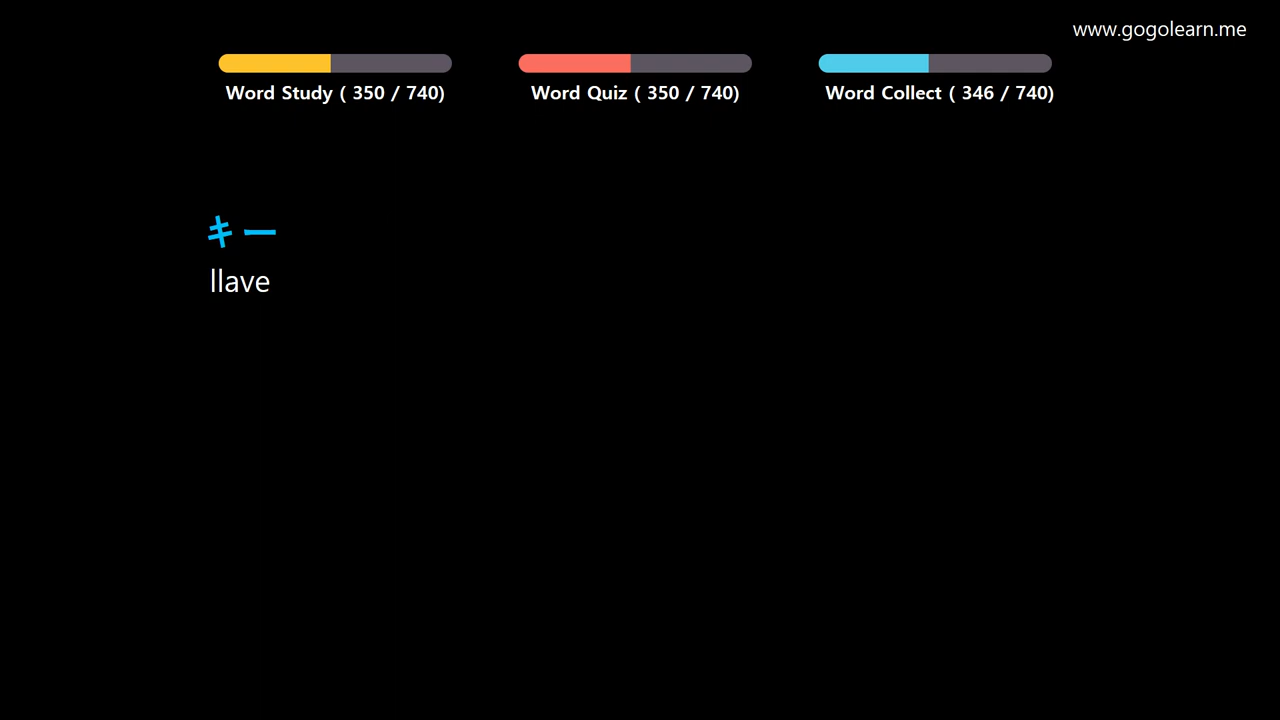 www.gogolearn.me
Word Study ( 350 / 740)
Word Quiz ( 350 / 740)
Word Collect ( 346 / 740)
キー
llave